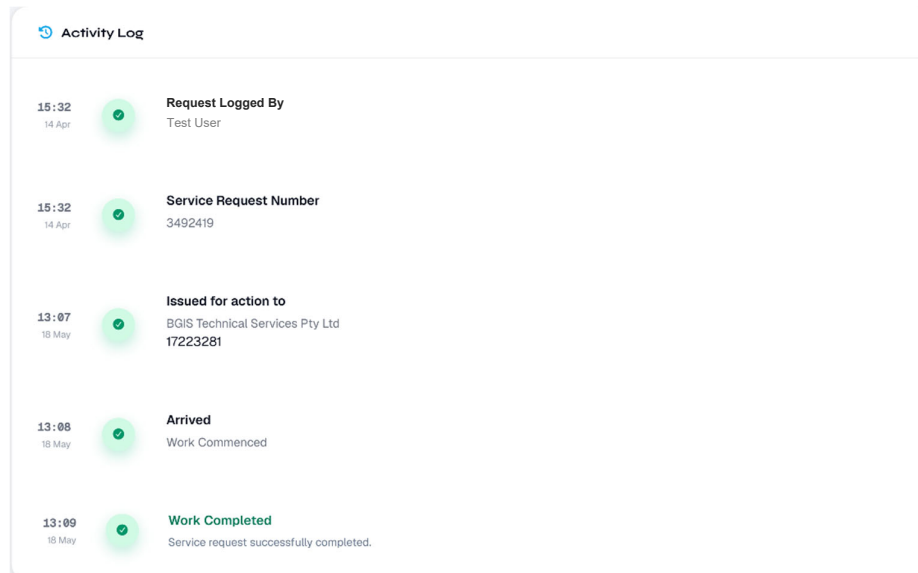 Activity Log
15:32
14 Apr
Request Logged By
Test User
15:32
14 Apr
Service Request Number
3492419
13:07
18 May
Issued for action to
BGIS Technical Services Pty Ltd
17223281
13:08
18 May
Arrived
Work Commenced
13:09
18 May
Work Completed
Service request successfully completed.